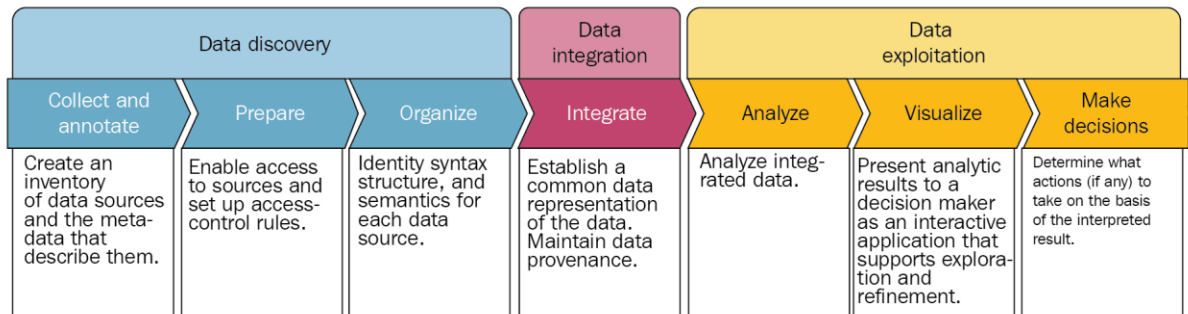 Data discovery
Data
integration
Data
exploitation
Collect and
annotate
Prepare
Organize
Integrate
Analyze
Visualize
Make
decisions
Create an
inventory
of data sources
and the meta-
data that
describe them.
Enable access
to sources and
set up access-
control rules.
Identity syntax
structure, and
semantics for
each data
source.
Establish a
common data
representation
of the data.
Maintain data
provenance.
Analyze integ-
rated data.
Present analytic
results to a
decision maker
as an interactive
application that
supports explora-
tion and
refinement.
Determine what
actions (if any) to
take on the basis
of the interpreted
result.